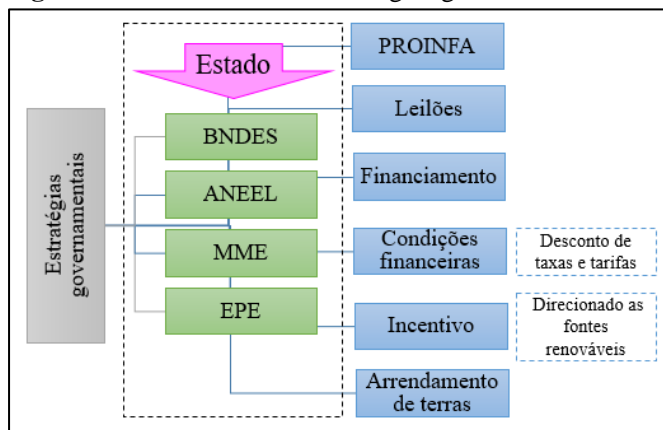 Estado
PROINFA
Leilões
BNDES
Financiamento
ANEEL
Estratégias
governamentais
MME
Condições
financeiras
Desconto de
taxas e tarifas
EPE
Incentivo
Direcionado as
fontes
renováveis
Arrendamento
de terras